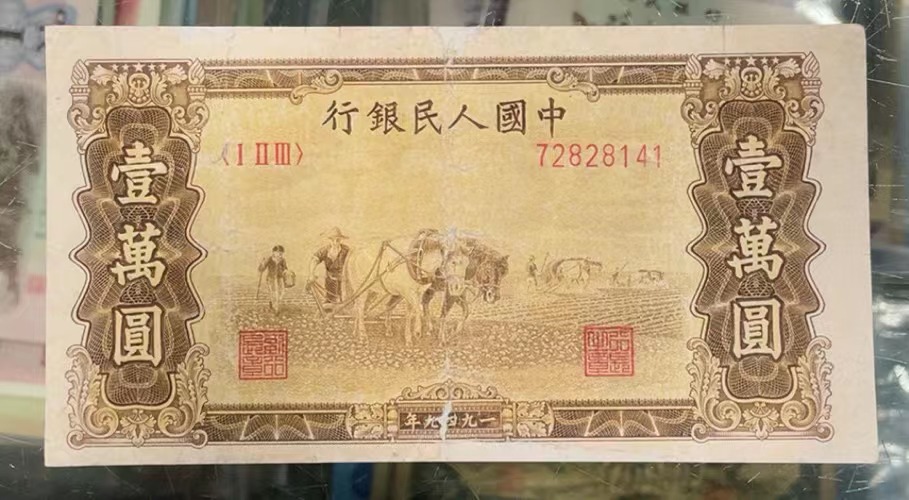 中國人民銀行
〈Ⅰ Ⅱ Ⅲ〉
72828141
壹萬圓
壹萬圓
一九四九年